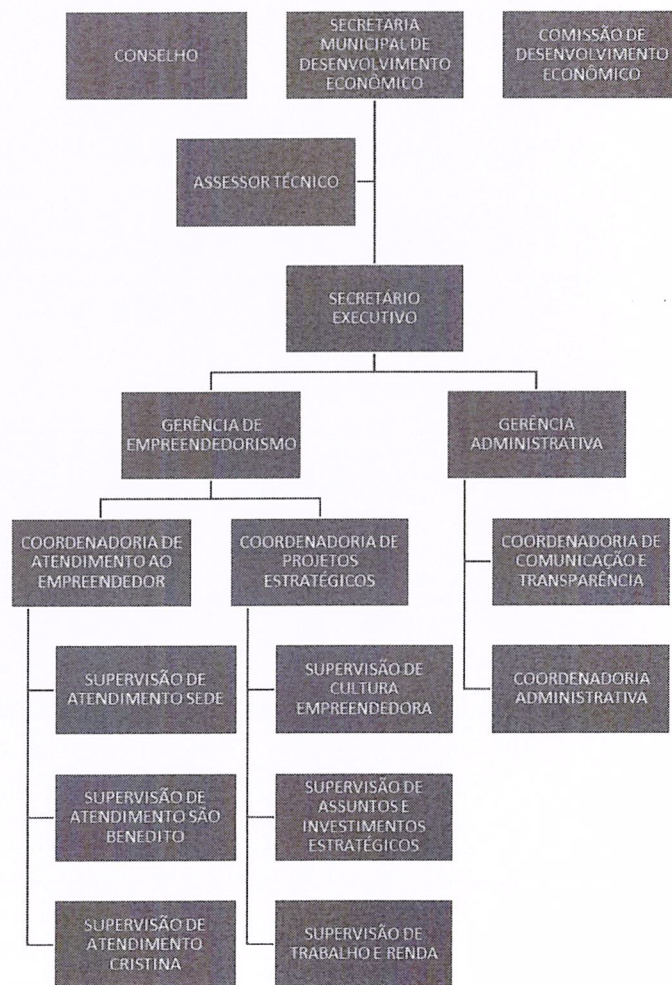 CONSELHO
SECRETARIA
MUNICIPAL DE
DESENVOLVIMENTO
ECONÔMICO
COMISSÃO DE
DESENVOLVIMENTO
ECONÔMICO
ASSESSOR TÉCNICO
SECRETÁRIO
EXECUTIVO
GERÊNCIA DE
EMPREENDEDORISMO
GERÊNCIA
ADMINISTRATIVA
COORDENADORIA DE
ATENDIMENTO AO
EMPREENDEDOR
COORDENADORIA DE
PROJETOS
ESTRATÉGICOS
COORDENADORIA DE
COMUNICAÇÃO E
TRANSPARÊNCIA
SUPERVISÃO DE
ATENDIMENTO SEDE
SUPERVISÃO DE
CULTURA
EMPREENDEDORA
COORDENADORIA
ADMINISTRATIVA
SUPERVISÃO DE
ATENDIMENTO SÃO
BENEDITO
SUPERVISÃO DE
ASSUNTOS E
INVESTIMENTOS
ESTRATÉGICOS
SUPERVISÃO DE
ATENDIMENTO
CRISTINA
SUPERVISÃO DE
TRABALHO E RENDA